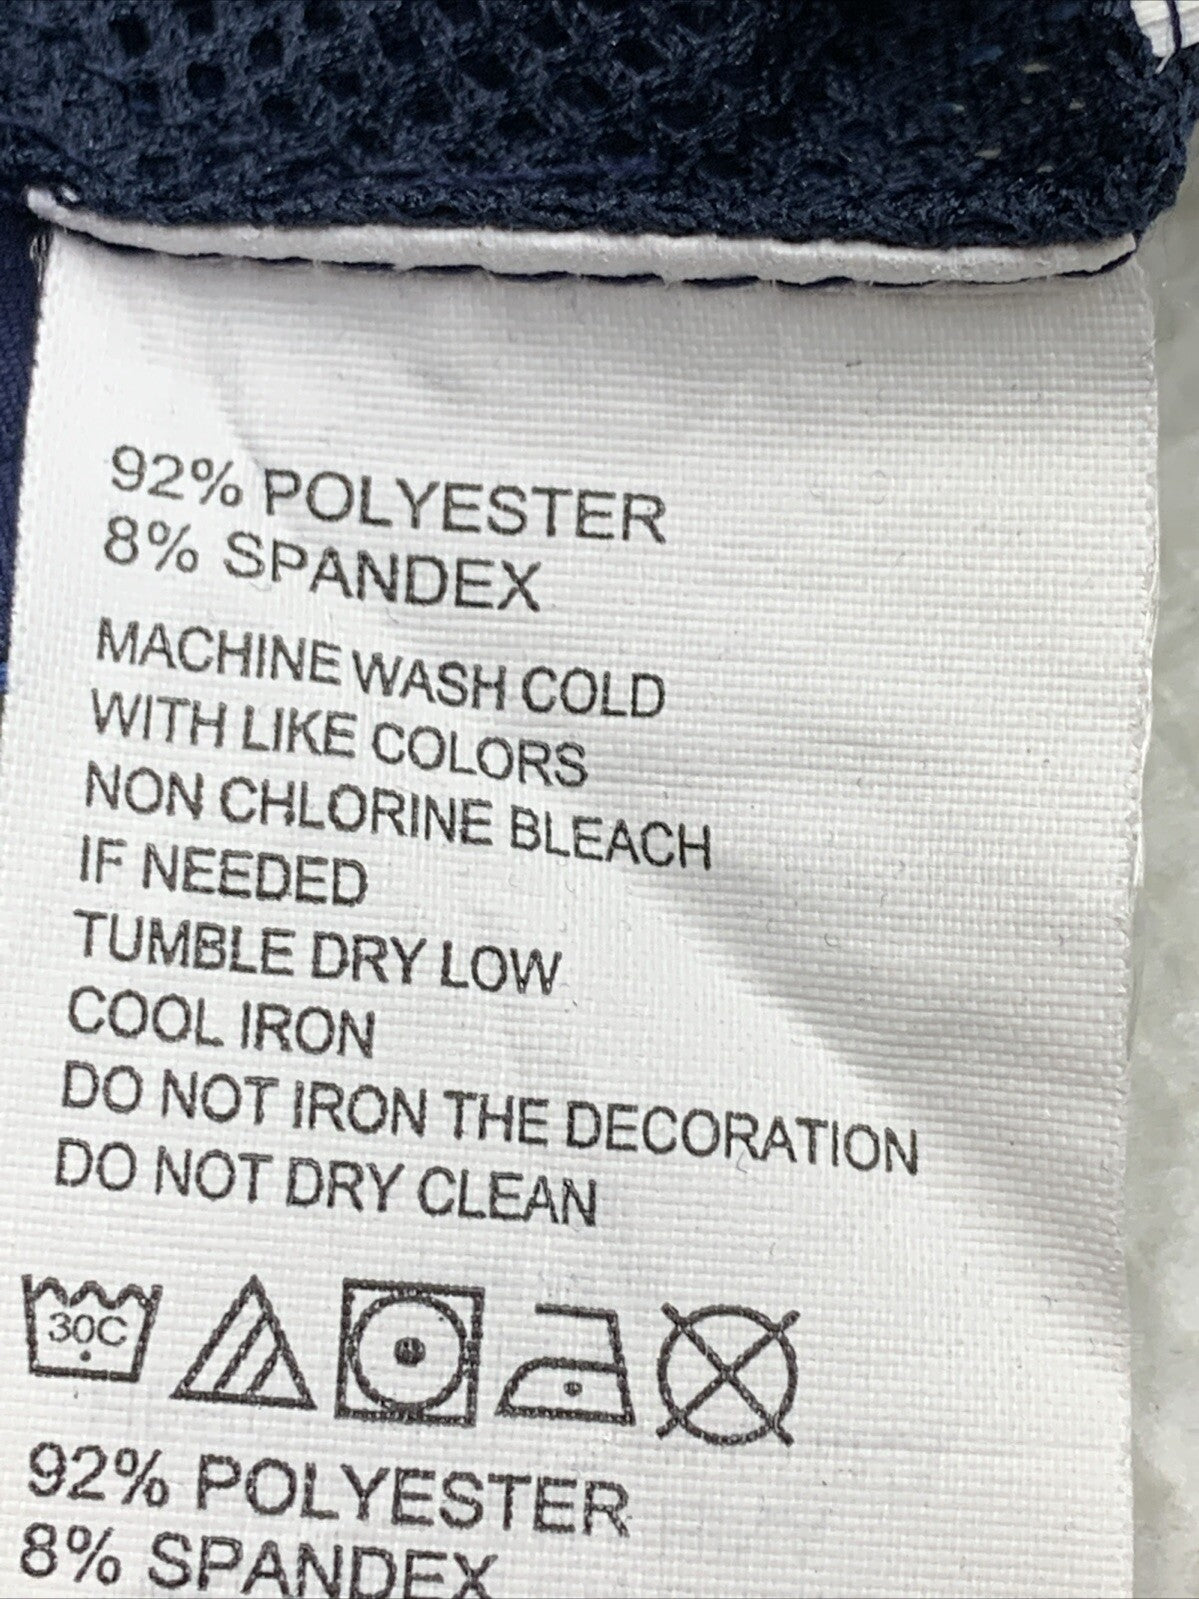 92% POLYESTER
8% SPANDEX
MACHINE WASH COLD
WITH LIKE COLORS
NON CHLORINE BLEACH
IF NEEDED
TUMBLE DRY LOW
COOL IRON
DO NOT IRON THE DECORATION
DO NOT DRY CLEAN
30C
92% POLYESTER
8% SPANDEX